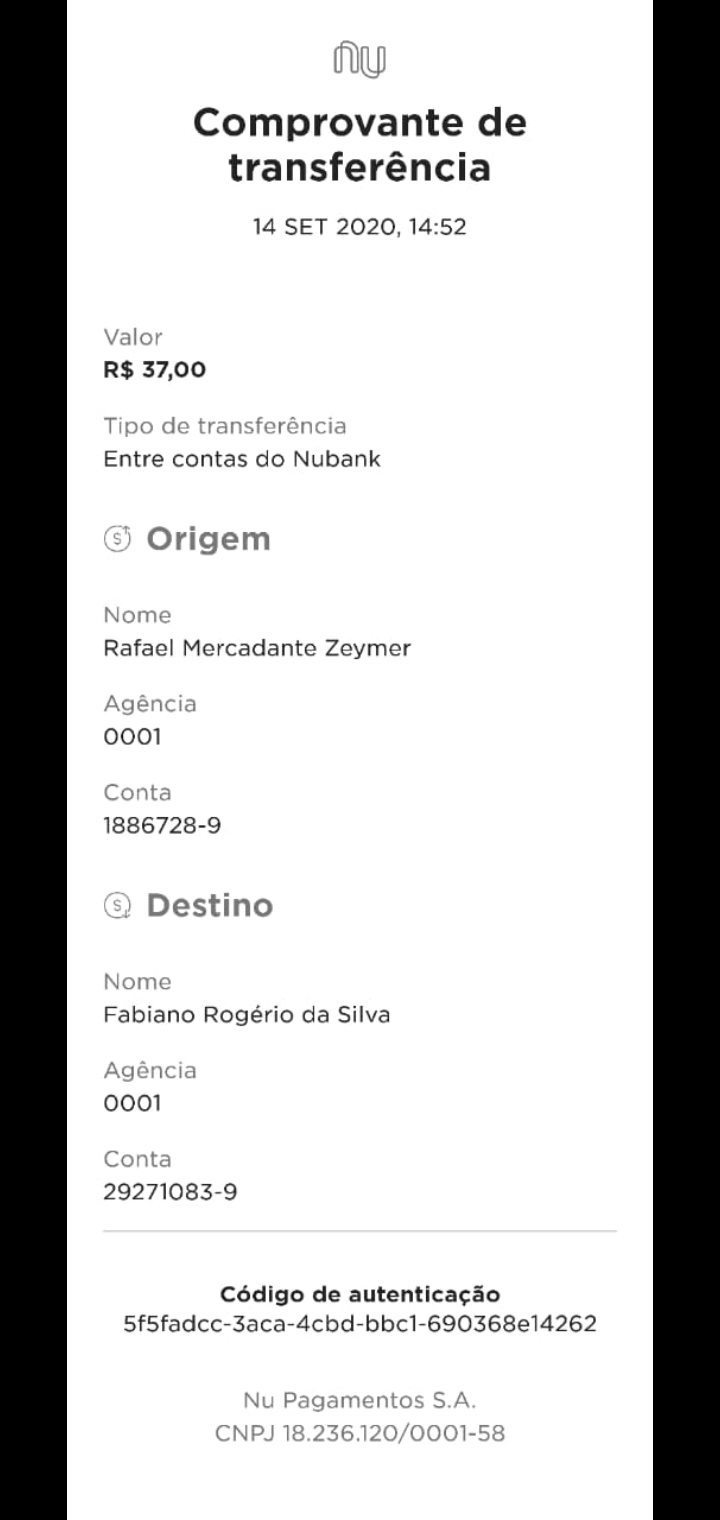 nu
Comprovante de
transferência
14 SET 2020, 14:52
Valor
R$ 37,00
Tipo de transferência
Entre contas do Nubank
Origem
Nome
Rafael Mercadante Zeymer
Agência
0001
Conta
1886728-9
Destino
Nome
Fabiano Rogério da Silva
Agência
0001
Conta
29271083-9
Código de autenticação
5f5fadcc-3aca-4cbd-bbc1-690368e14262
Nu Pagamentos S.A.
CNPJ 18.236.120/0001-58